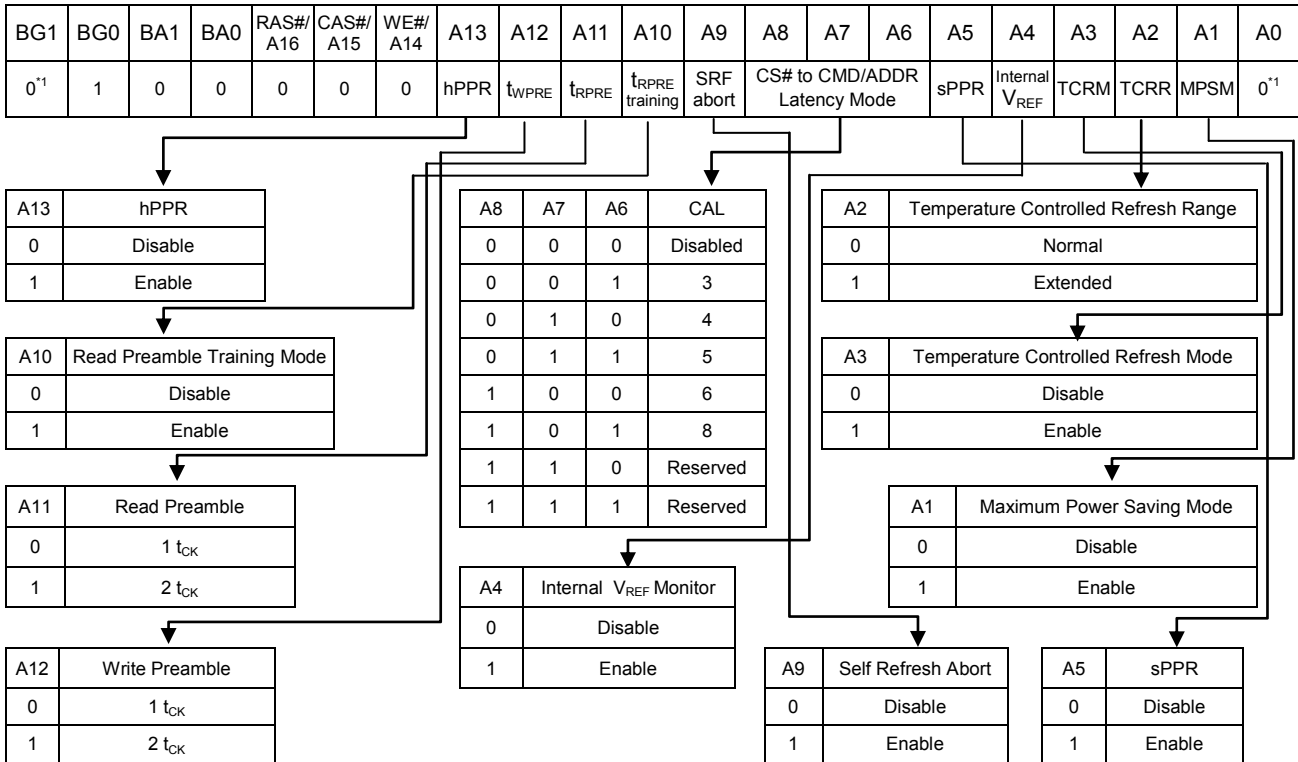 BG1 BG0 BA1 BA0 RAS#/A16 CAS#/A15 WE#/A14 A13 A12 A11 A10 A9 A8 A7 A6 A5 A4 A3 A2 A1 A0
0*1 1 0 0 0 0 0 hPPR tWPRE tRPRE tRPRE training SRF abort CS# to CMD/ADDR Latency Mode sPPR Internal VREF TCRM TCRR MPSM 0*1
A13 hPPR
0 Disable
1 Enable
A10 Read Preamble Training Mode
0 Disable
1 Enable
A11 Read Preamble
0 1 tCK
1 2 tCK
A12 Write Preamble
0 1 tCK
1 2 tCK
A8 A7 A6 CAL
0 0 0 Disabled
0 0 1 3
0 1 0 4
0 1 1 5
1 0 0 6
1 0 1 8
1 1 0 Reserved
1 1 1 Reserved
A4 Internal VREF Monitor
0 Disable
1 Enable
A2 Temperature Controlled Refresh Range
0 Normal
1 Extended
A3 Temperature Controlled Refresh Mode
0 Disable
1 Enable
A1 Maximum Power Saving Mode
0 Disable
1 Enable
A9 Self Refresh Abort
0 Disable
1 Enable
A5 sPPR
0 Disable
1 Enable